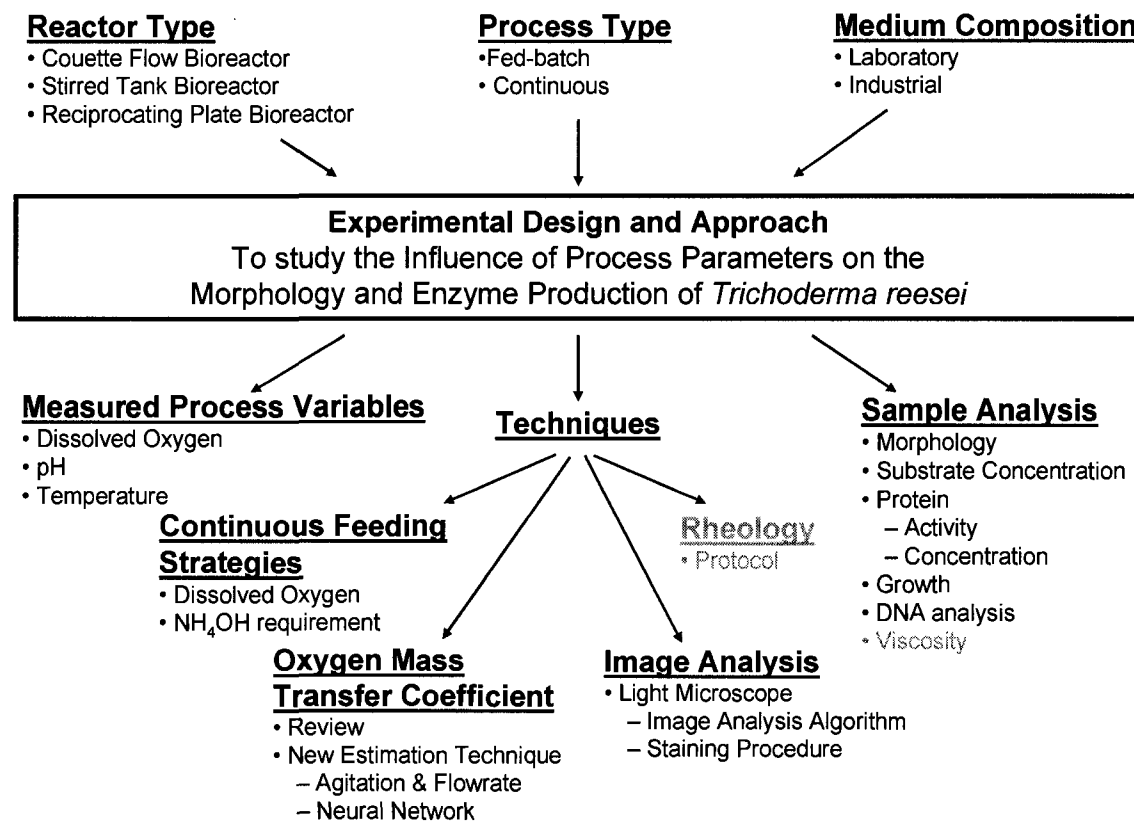 Reactor Type
• Couette Flow Bioreactor
• Stirred Tank Bioreactor
• Reciprocating Plate Bioreactor
Process Type
•Fed-batch
• Continuous
Medium Composition
• Laboratory
• Industrial
Experimental Design and Approach
To study the Influence of Process Parameters on the
Morphology and Enzyme Production of Trichoderma reesei
Measured Process Variables
• Dissolved Oxygen
• pH
• Temperature
Techniques
Sample Analysis
• Morphology
• Substrate Concentration
• Protein
– Activity
– Concentration
• Growth
• DNA analysis
• Viscosity
Continuous Feeding
Strategies
• Dissolved Oxygen
• NH₄OH requirement
Rheology
• Protocol
Oxygen Mass
Transfer Coefficient
• Review
• New Estimation Technique
– Agitation & Flowrate
– Neural Network
Image Analysis
• Light Microscope
– Image Analysis Algorithm
– Staining Procedure